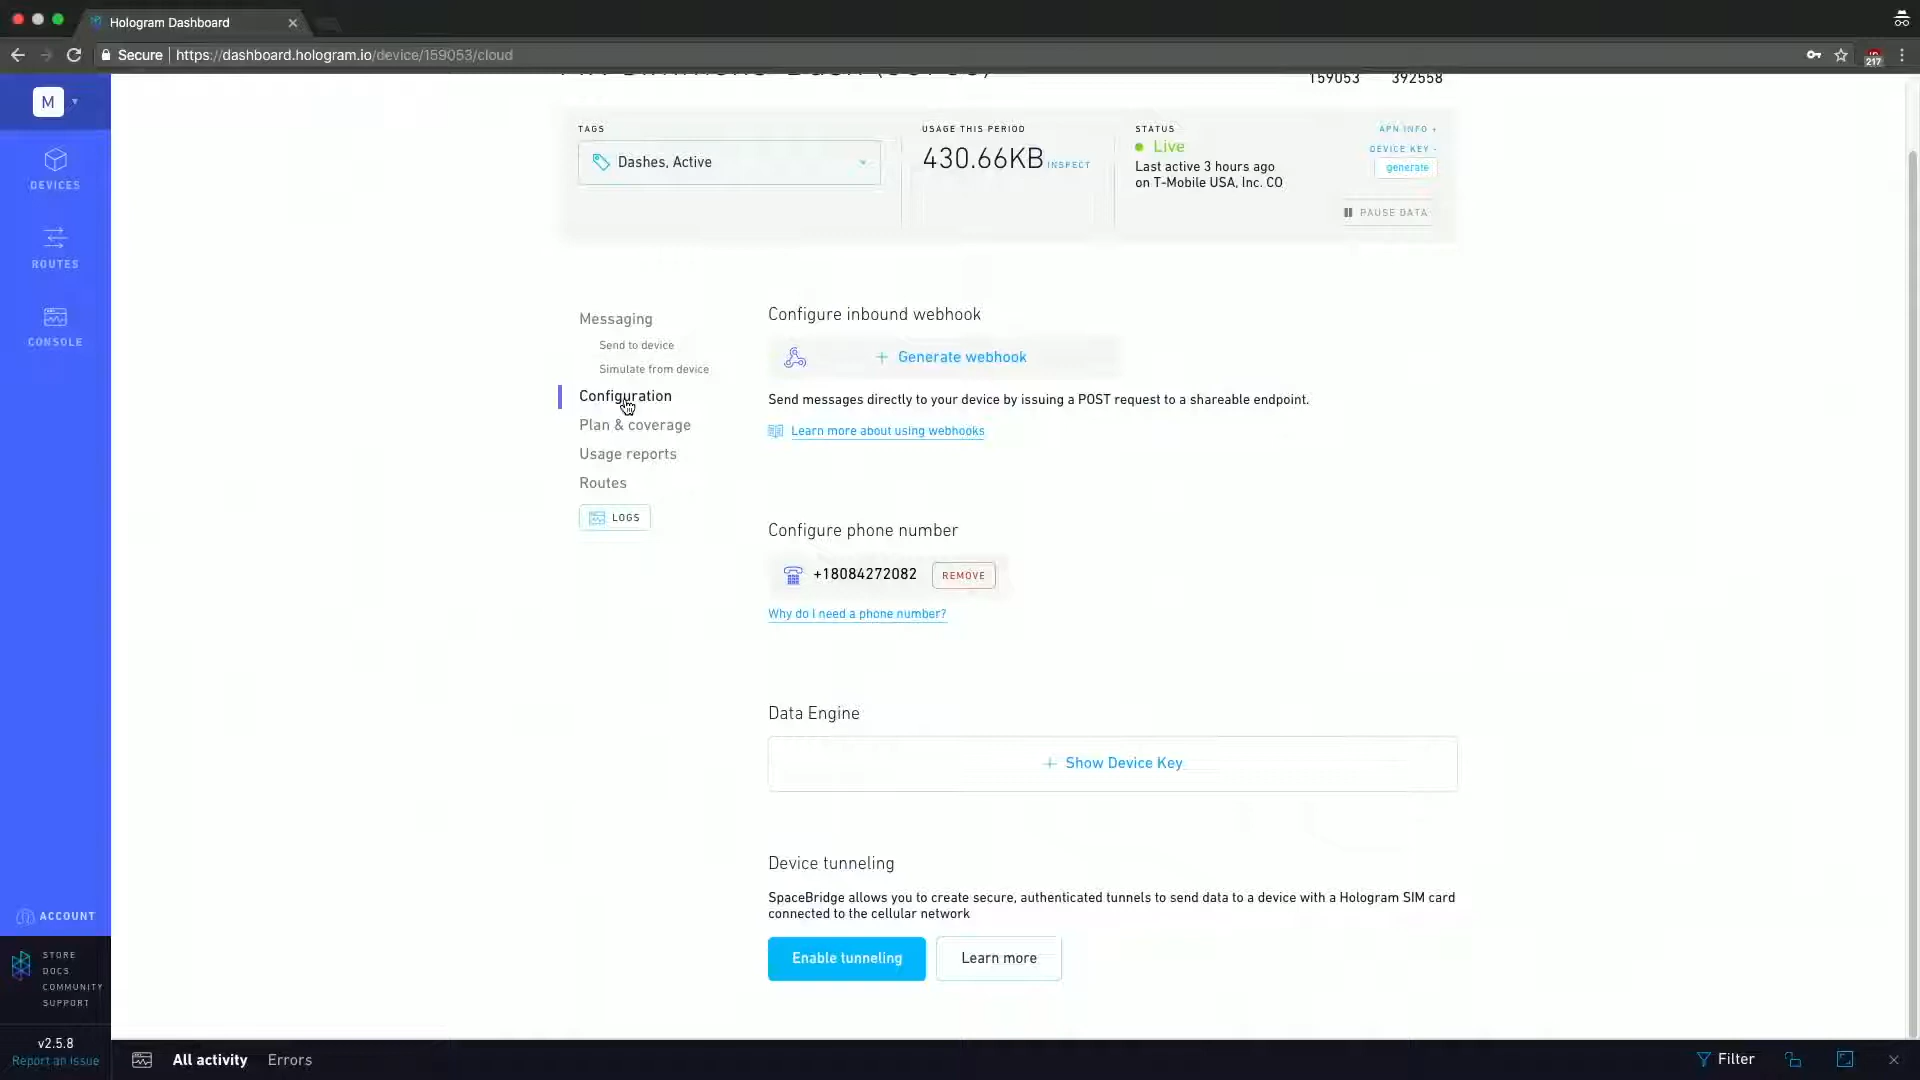 Hologram Dashboard
Secure https://dashboard.hologram.io/device/159053/cloud
217
M
DEVICES
ROUTES
CONSOLE
ACCOUNT
STORE
DOCS
COMMUNITY
SUPPORT
v2.5.8
Report an issue
159053 392558
TAGS
Dashes, Active
USAGE THIS PERIOD
430.66KB INSPECT
STATUS
Live
Last active 3 hours ago
on T-Mobile USA, Inc. CO
APN INFO +
DEVICE KEY -
generate
PAUSE DATA
Messaging
Send to device
Simulate from device
Configuration
Plan & coverage
Usage reports
Routes
LOGS
Configure inbound webhook
+ Generate webhook
Send messages directly to your device by issuing a POST request to a shareable endpoint.
Learn more about using webhooks
Configure phone number
+18084272082 REMOVE
Why do I need a phone number?
Data Engine
+ Show Device Key
Device tunneling
SpaceBridge allows you to create secure, authenticated tunnels to send data to a device with a Hologram SIM card
connected to the cellular network
Enable tunneling Learn more
All activity Errors Filter